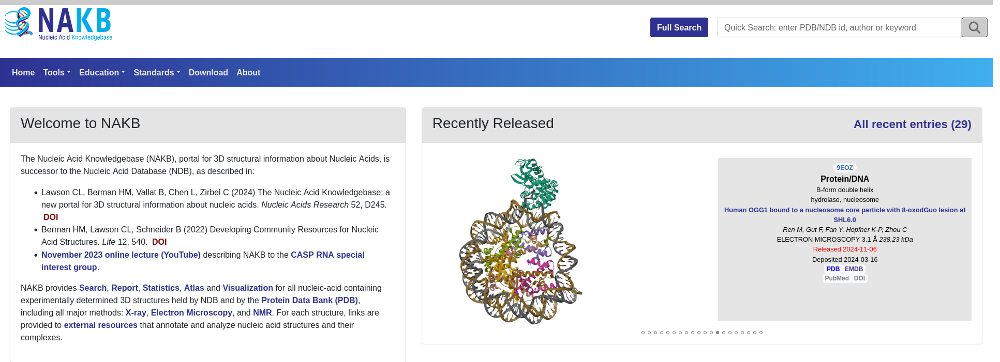 NAKB
Nucleic Acid Knowledgebase
Full Search
Quick Search: enter PDB/NDB id, author or keyword
Home Tools Education Standards Download About
Welcome to NAKB
The Nucleic Acid Knowledgebase (NAKB), portal for 3D structural information about Nucleic Acids, is
successor to the Nucleic Acid Database (NDB), as described in:
• Lawson CL, Berman HM, Vallat B, Chen L, Zirbel C (2024) The Nucleic Acid Knowledgebase: a
new portal for 3D structural information about nucleic acids. Nucleic Acids Research 52, D245.
DOI
• Berman HM, Lawson CL, Schneider B (2022) Developing Community Resources for Nucleic
Acid Structures. Life 12, 540. DOI
• November 2023 online lecture (YouTube) describing NAKB to the CASP RNA special
interest group.
NAKB provides Search, Report, Statistics, Atlas and Visualization for all nucleic-acid containing
experimentally determined 3D structures held by NDB and by the Protein Data Bank (PDB),
including all major methods: X-ray, Electron Microscopy, and NMR. For each structure, links are
provided to external resources that annotate and analyze nucleic acid structures and their
complexes.
Recently Released
All recent entries (29)
9EOZ
Protein/DNA
B-form double helix
hydrolase, nucleosome
Human OGG1 bound to a nucleosome core particle with 8-oxodGuo lesion at
SHL6.0
Ren M, Gut F, Fan Y, Hopfner K-P, Zhou C
ELECTRON MICROSCOPY 3.1 Å 238.23 kDa
Released 2024-11-06
Deposited 2024-03-16
PDB EMDB
PubMed DOI